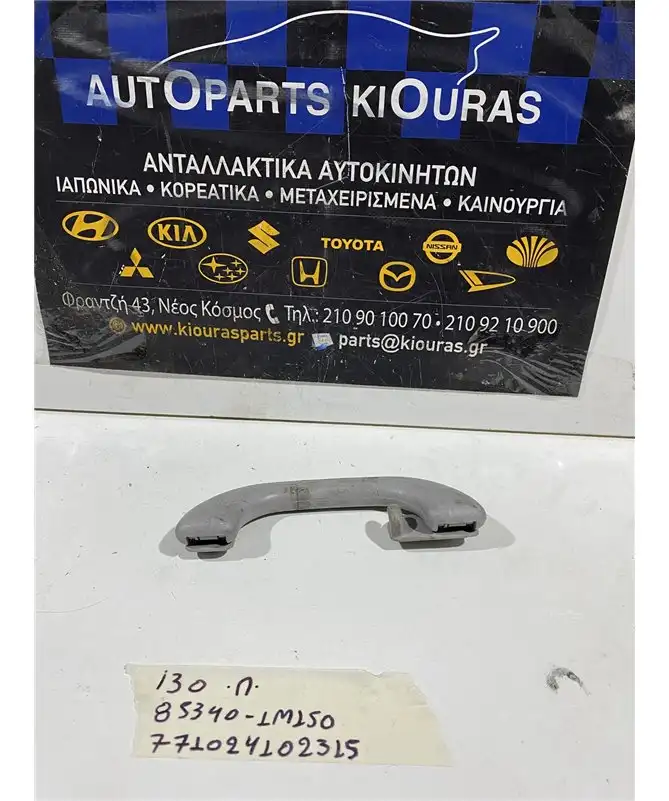 AUTOPARTS KIOURAS
ΑΝΤΑΛΛΑΚΤΙΚΑ ΑΥΤΟΚΙΝΗΤΩΝ
ΙΑΠΩΝΙΚΑ • ΚΟΡΕΑΤΙΚΑ • ΜΕΤΑΧΕΙΡΙΣΜΕΝΑ • ΚΑΙΝΟΥΡΓΙΑ
KIA
TOYOTA
NISSAN
Φραντζή 43, Νέος Κόσμος Τηλ.: 210 90 100 70 • 210 92 10 900
www.kiourasparts.gr parts@kiouras.gr
i30 .Π.
85340-1M150
771024102315